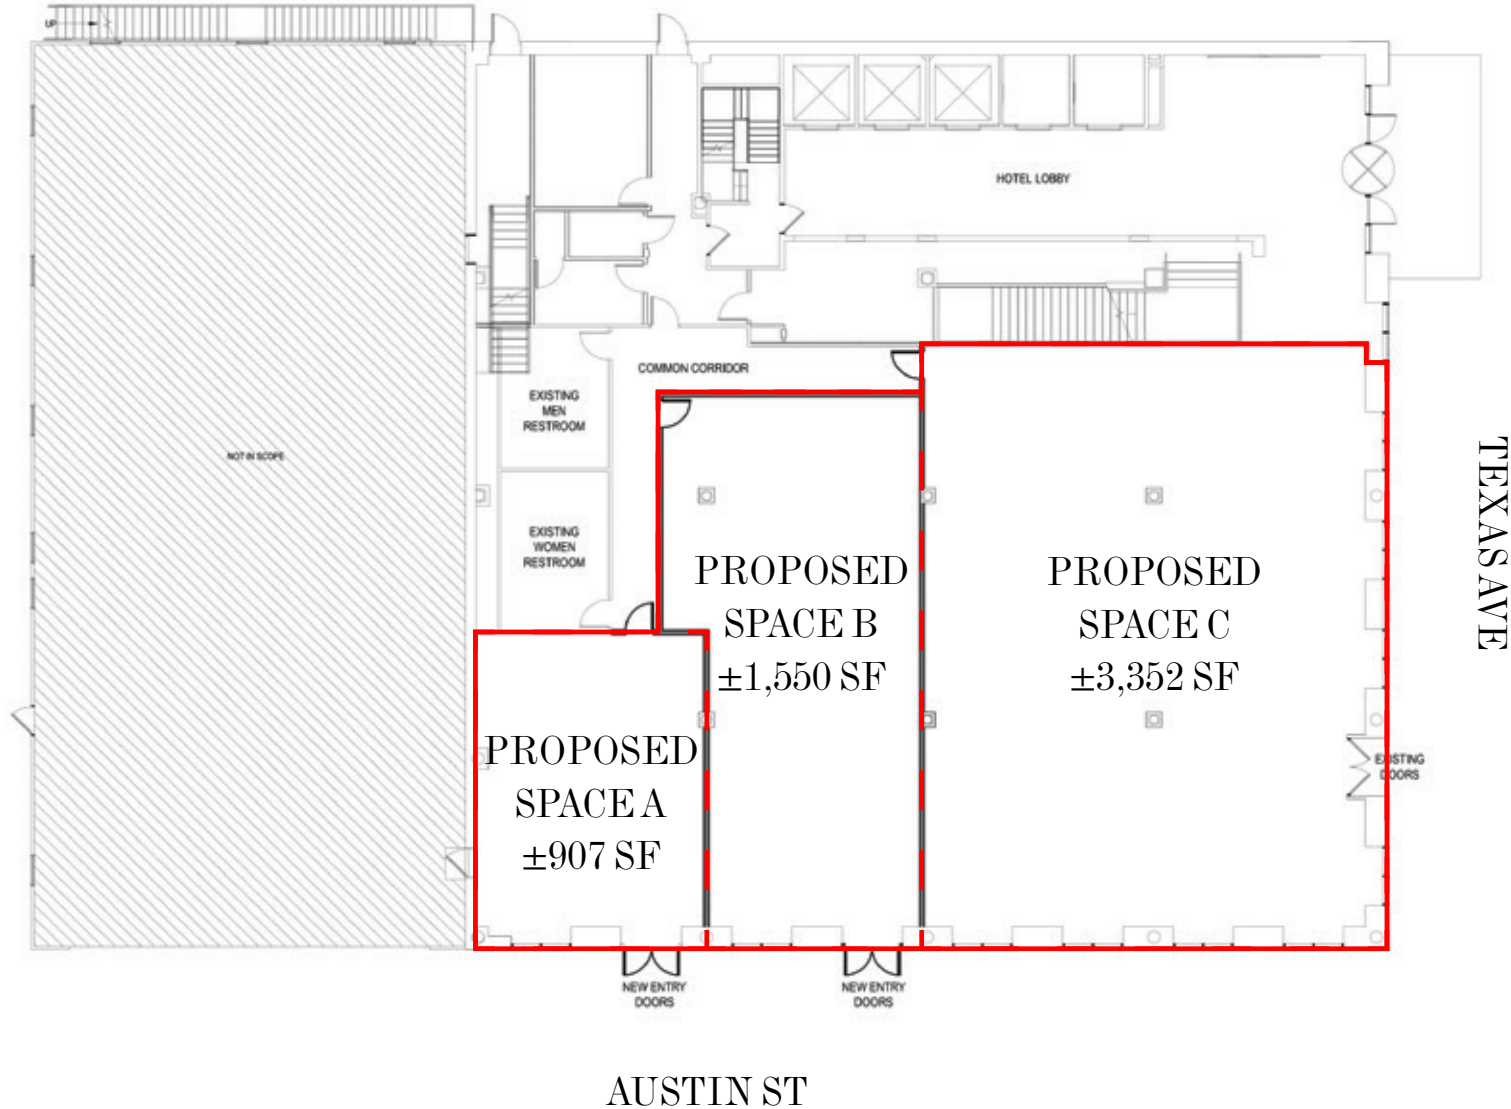 UP
HOTEL LOBBY
COMMON CORRIDOR
EXISTING
MEN
RESTROOM
NOT IN SCOPE
EXISTING
WOMEN
RESTROOM
PROPOSED
SPACE B
±1,550 SF
PROPOSED
SPACE C
±3,352 SF
TEXAS AVE
PROPOSED
SPACE A
±907 SF
EXISTING
DOORS
NEW ENTRY
DOORS
NEW ENTRY
DOORS
AUSTIN ST